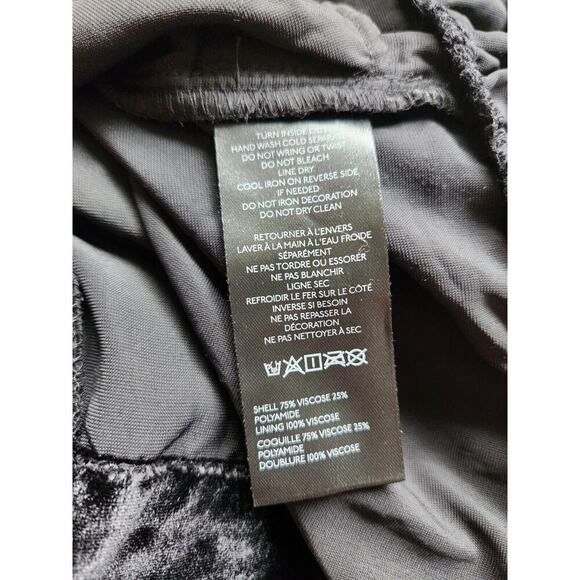 TURN INSIDE OUT
HAND WASH COLD SEPARATELY
DO NOT WRING OR TWIST
DO NOT BLEACH
LINE DRY
COOL IRON ON REVERSE SIDE
IF NEEDED
DO NOT IRON DECORATION
DO NOT DRY CLEAN
RETOURNER À L'ENVERS
LAVER À LA MAIN À L'EAU FROIDE
SÉPARÉMENT
NE PAS TORDRE OU ESSORER
NE PAS BLANCHIR
LIGNE SEC
REFROIDIR LE FER SUR LE CÔTÉ
INVERSE SI BESOIN
NE PAS REPASSER LA
DÉCORATION
NE PAS NETTOYER À SEC
SHELL 75% VISCOSE 25%
POLYAMIDE
LINING 100% VISCOSE
COQUILLE 75% VISCOSE 25%
POLYAMIDE
DOUBLURE 100% VISCOSE